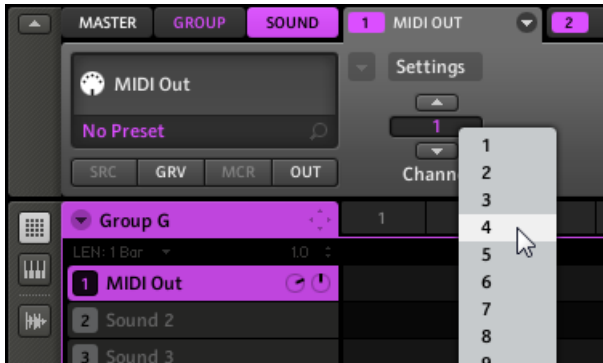 MASTER GROUP SOUND 1 MIDI OUT 2
MIDI Out
No Preset
SRC GRV MCR OUT
Settings
1
Chann
1
2
3
4
5
6
7
8
Group G
1
LEN: 1 Bar 1.0
1 MIDI Out
2 Sound 2
3 Sound 3